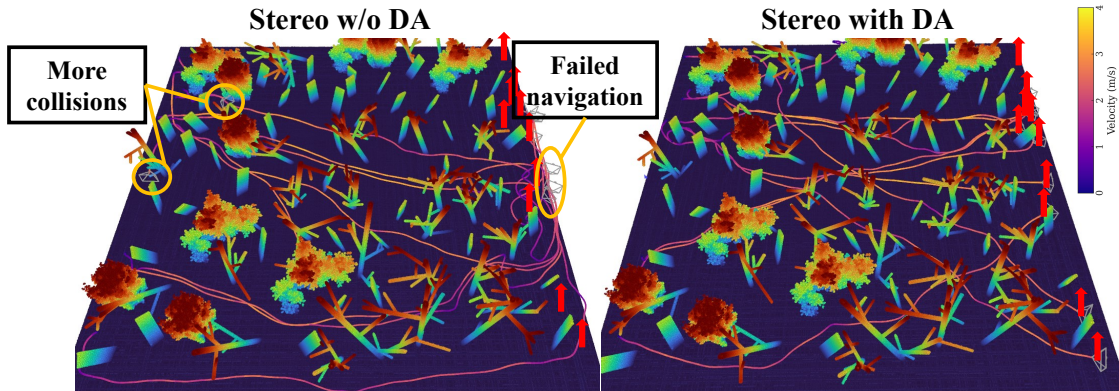 Stereo w/o DA
Stereo with DA
More
collisions
Failed
navigation
4
3
2
1
0
Velocity (m/s)